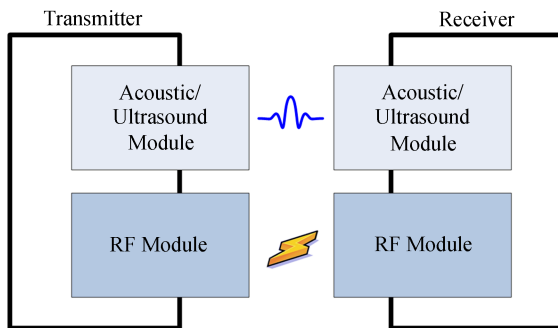 Transmitter
Receiver
Acoustic/
Ultrasound
Module
Acoustic/
Ultrasound
Module
RF Module
RF Module